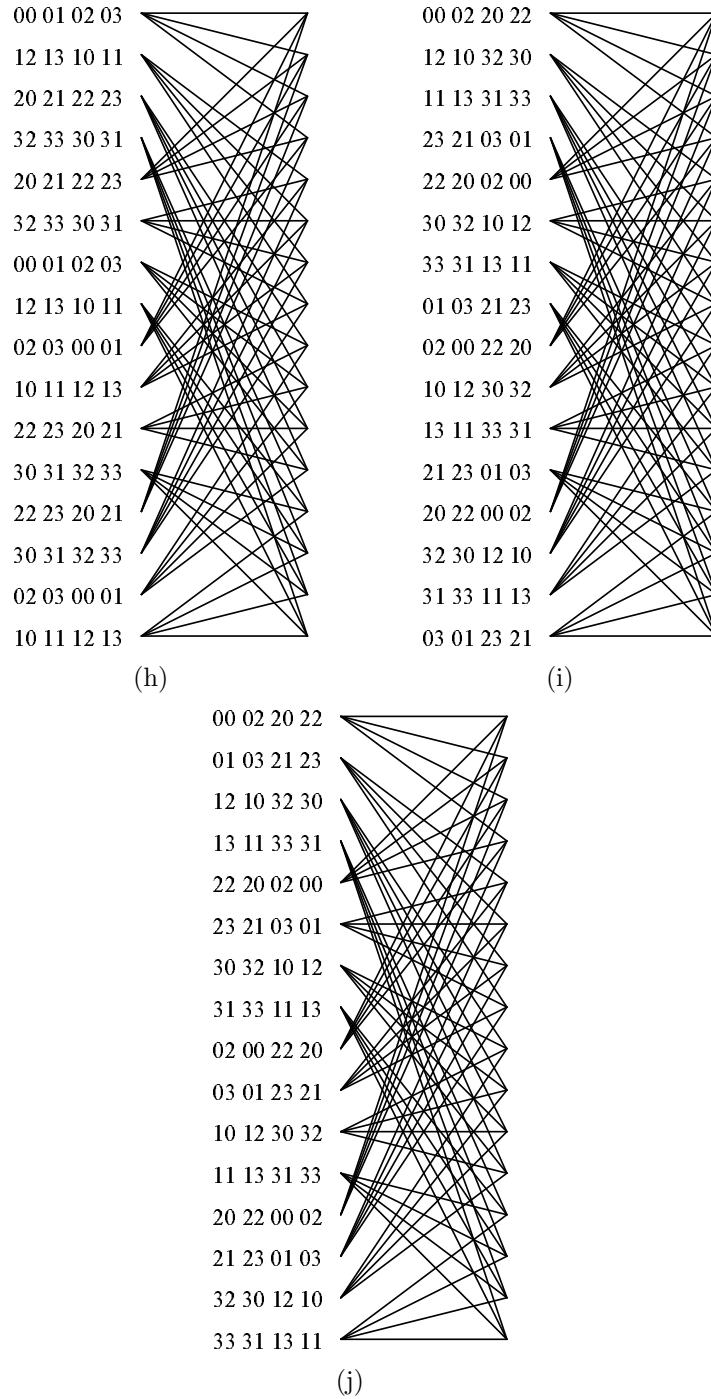 00 01 02 03
12 13 10 11
20 21 22 23
32 33 30 31
20 21 22 23
32 33 30 31
00 01 02 03
12 13 10 11
02 03 00 01
10 11 12 13
22 23 20 21
30 31 32 33
22 23 20 21
30 31 32 33
02 03 00 01
10 11 12 13
(h)
00 02 20 22
12 10 32 30
11 13 31 33
23 21 03 01
22 20 02 00
30 32 10 12
33 31 13 11
01 03 21 23
02 00 22 20
10 12 30 32
13 11 33 31
21 23 01 03
20 22 00 02
32 30 12 10
31 33 11 13
03 01 23 21
(i)
00 02 20 22
01 03 21 23
12 10 32 30
13 11 33 31
22 20 02 00
23 21 03 01
30 32 10 12
31 33 11 13
02 00 22 20
03 01 23 21
10 12 30 32
11 13 31 33
20 22 00 02
21 23 01 03
32 30 12 10
33 31 13 11
(j)